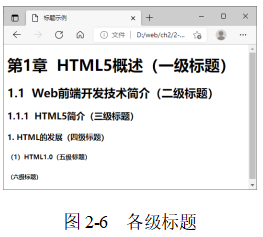 标题示例
文件 D:/web/ch2/2-...
第1章 HTML5概述（一级标题）
1.1 Web前端开发技术简介（二级标题）
1.1.1 HTML5简介（三级标题）
1. HTML的发展（四级标题）
（1）HTML1.0（五级标题）
（六级标题）
图 2-6 各级标题